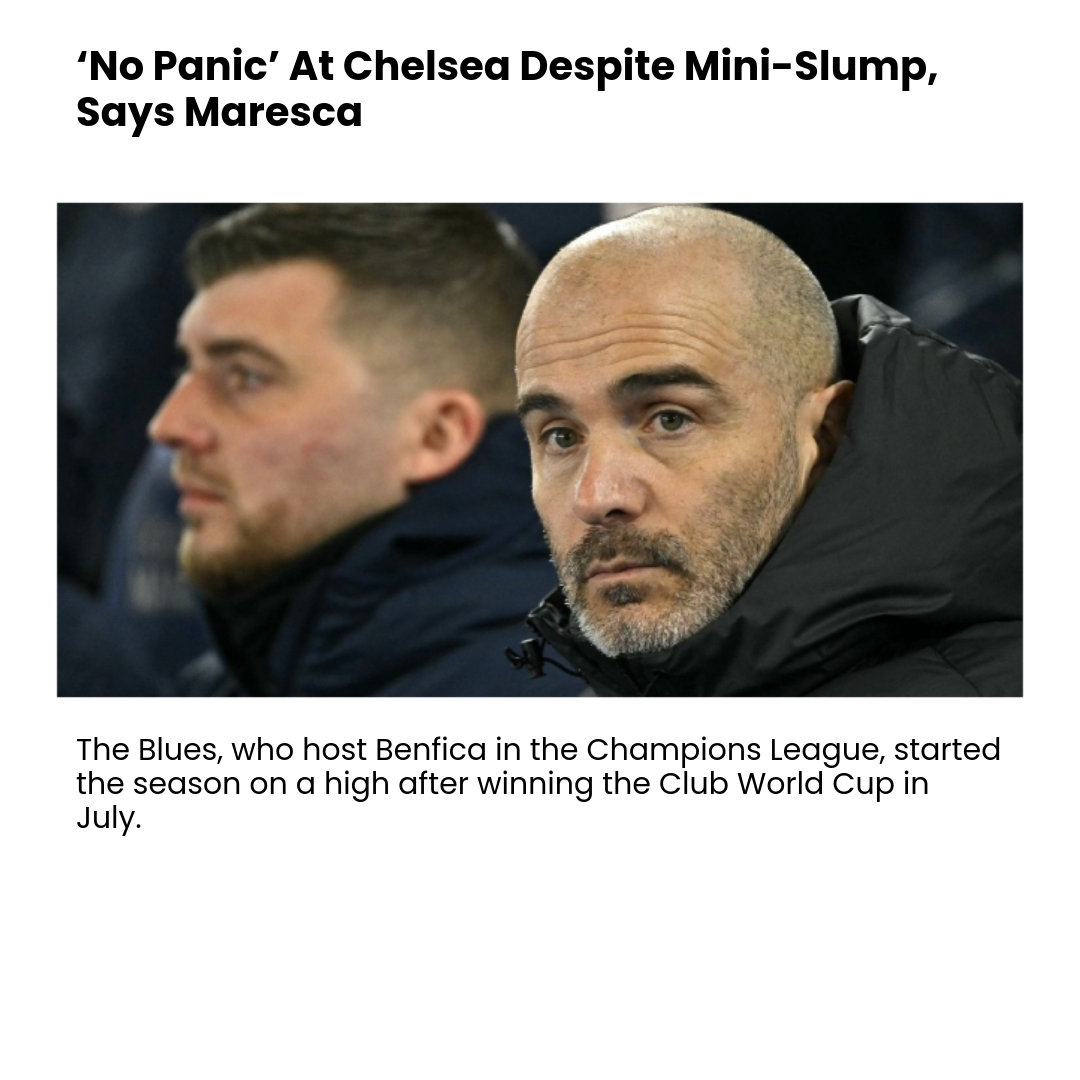 ‘No Panic’ At Chelsea Despite Mini-Slump,
Says Maresca
The Blues, who host Benfica in the Champions League, started
the season on a high after winning the Club World Cup in
July.